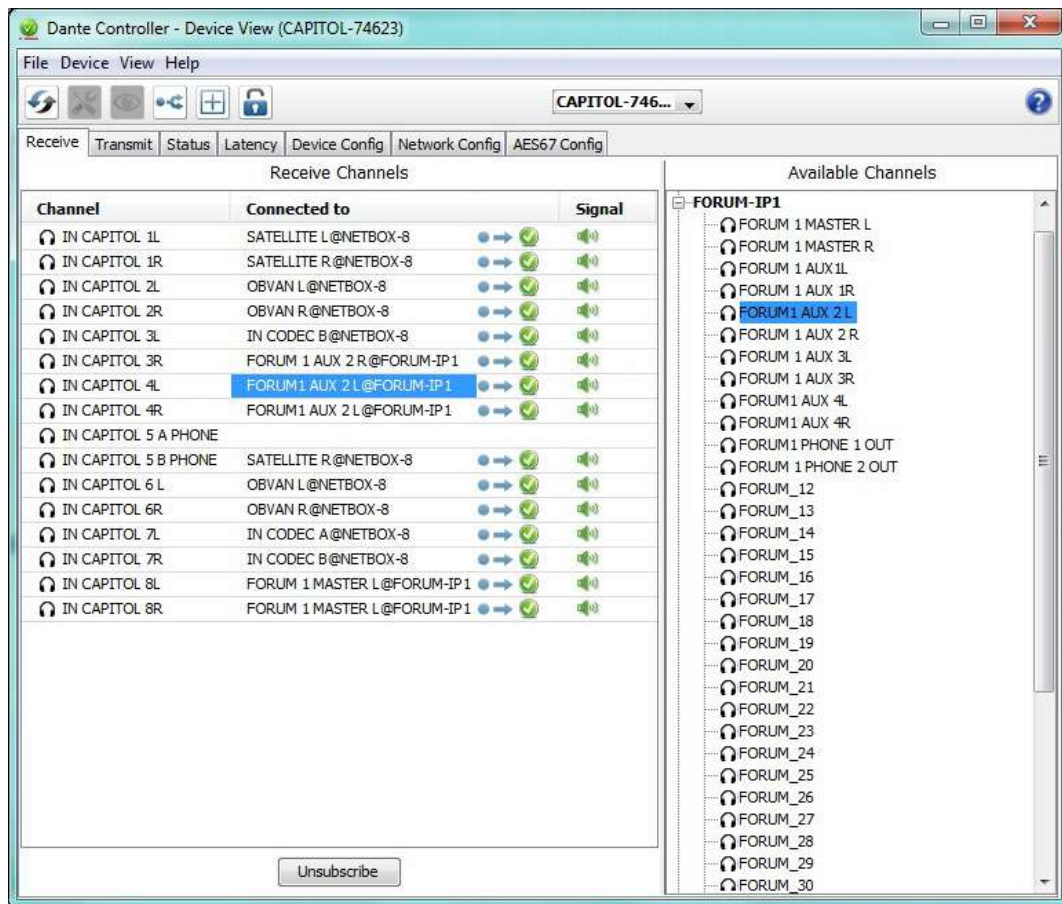 Dante Controller - Device View (CAPITOL-74623)
File Device View Help
CAPITOL-746...
Receive Transmit Status Latency Device Config Network Config AES67 Config
Receive Channels
Channel Connected to Signal
IN CAPITOL 1L SATELLITE L@NETBOX-8
IN CAPITOL 1R SATELLITE R@NETBOX-8
IN CAPITOL 2L OBVAN L@NETBOX-8
IN CAPITOL 2R OBVAN R@NETBOX-8
IN CAPITOL 3L IN CODEC B@NETBOX-8
IN CAPITOL 3R FORUM 1 AUX 2 R@FORUM-IP1
IN CAPITOL 4L FORUM1 AUX 2 L@FORUM-IP1
IN CAPITOL 4R FORUM1 AUX 2 L@FORUM-IP1
IN CAPITOL 5 A PHONE
IN CAPITOL 5 B PHONE SATELLITE R@NETBOX-8
IN CAPITOL 6 L OBVAN L@NETBOX-8
IN CAPITOL 6R OBVAN R@NETBOX-8
IN CAPITOL 7L IN CODEC A@NETBOX-8
IN CAPITOL 7R IN CODEC B@NETBOX-8
IN CAPITOL 8L FORUM 1 MASTER L@FORUM-IP1
IN CAPITOL 8R FORUM 1 MASTER L@FORUM-IP1
Unsubscribe
Available Channels
FORUM-IP1
FORUM 1 MASTER L
FORUM 1 MASTER R
FORUM 1 AUX 1L
FORUM 1 AUX 1R
FORUM1 AUX 2 L
FORUM 1 AUX 2 R
FORUM 1 AUX 3L
FORUM 1 AUX 3R
FORUM1 AUX 4L
FORUM1 AUX 4R
FORUM1 PHONE 1 OUT
FORUM 1 PHONE 2 OUT
FORUM_12
FORUM_13
FORUM_14
FORUM_15
FORUM_16
FORUM_17
FORUM_18
FORUM_19
FORUM_20
FORUM_21
FORUM_22
FORUM_23
FORUM_24
FORUM_25
FORUM_26
FORUM_27
FORUM_28
FORUM_29
FORUM_30